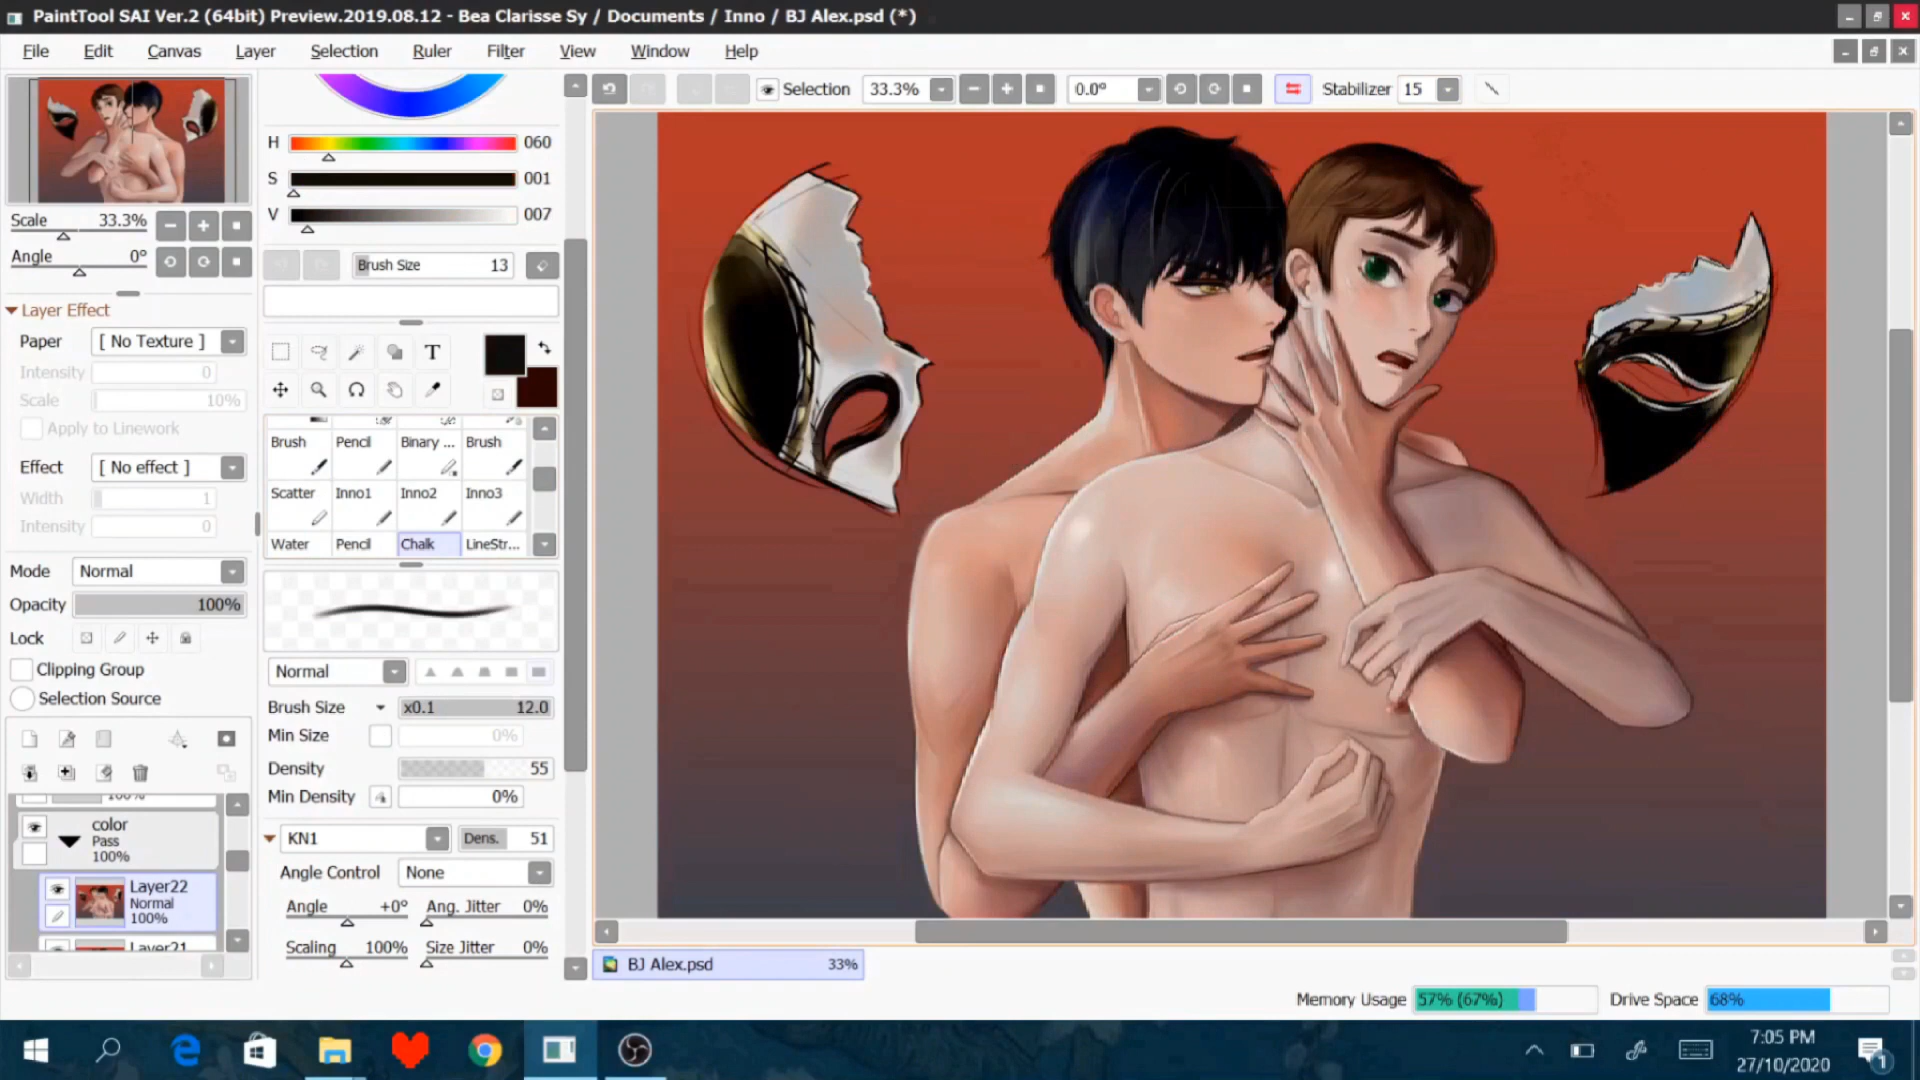 PaintTool SAI Ver.2 (64bit) Preview.2019.08.12 - Bea Clarisse Sy / Documents / Inno / BJ Alex.psd (*)
File Edit Canvas Layer Selection Ruler Filter View Window Help
Selection 33.3% 0.0° Stabilizer 15
Scale 33.3%
Angle 0°
Layer Effect
Paper [ No Texture ]
Intensity 0
Scale 10%
Apply to Linework
Effect [ No effect ]
Width 1
Intensity 0
Mode Normal
Opacity 100%
Lock
Clipping Group
Selection Source
100%
color
Pass
100%
Layer22
Normal
100%
Layer21
H 060
S 001
V 007
Brush Size 13
T
Brush Pencil Binary ... Brush
Scatter Inno1 Inno2 Inno3
Water Pencil Chalk LineStr...
Normal
Brush Size x0.1 12.0
Min Size 0%
Density 55
Min Density 0%
KN1 Dens. 51
Angle Control None
Angle +0° Ang. Jitter 0%
Scaling 100% Size Jitter 0%
BJ Alex.psd 33%
Memory Usage 57% (67%) Drive Space 68%
7:05 PM
27/10/2020
1